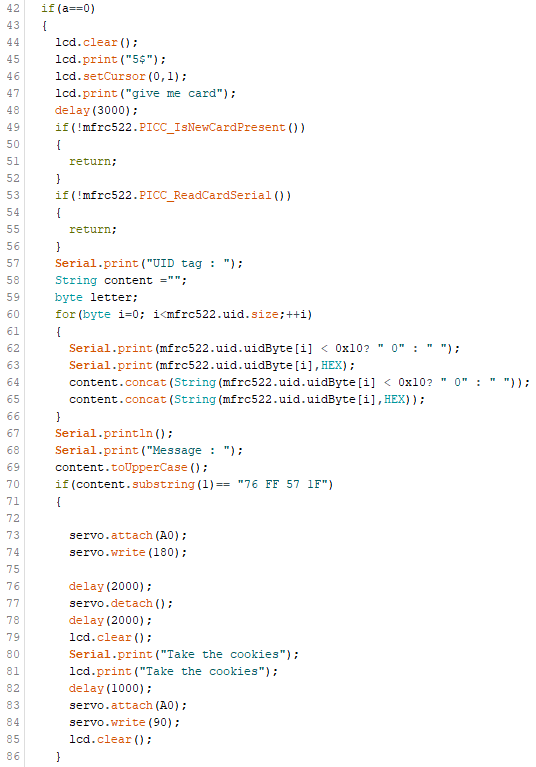 42 if(a==0)
43 {
44 lcd.clear();
45 lcd.print("5$");
46 lcd.setCursor(0,1);
47 lcd.print("give me card");
48 delay(3000);
49 if(!mfrc522.PICC_IsNewCardPresent())
50 {
51 return;
52 }
53 if(!mfrc522.PICC_ReadCardSerial())
54 {
55 return;
56 }
57 Serial.print("UID tag : ");
58 String content ="";
59 byte letter;
60 for(byte i=0; i<mfrc522.uid.size;++i)
61 {
62 Serial.print(mfrc522.uid.uidByte[i] < 0x10? " 0" : " ");
63 Serial.print(mfrc522.uid.uidByte[i],HEX);
64 content.concat(String(mfrc522.uid.uidByte[i] < 0x10? " 0" : " "));
65 content.concat(String(mfrc522.uid.uidByte[i],HEX));
66 }
67 Serial.println();
68 Serial.print("Message : ");
69 content.toUpperCase();
70 if(content.substring(1)== "76 FF 57 1F")
71 {
72
73 servo.attach(A0);
74 servo.write(180);
75
76 delay(2000);
77 servo.detach();
78 delay(2000);
79 lcd.clear();
80 Serial.print("Take the cookies");
81 lcd.print("Take the cookies");
82 delay(1000);
83 servo.attach(A0);
84 servo.write(90);
85 lcd.clear();
86 }